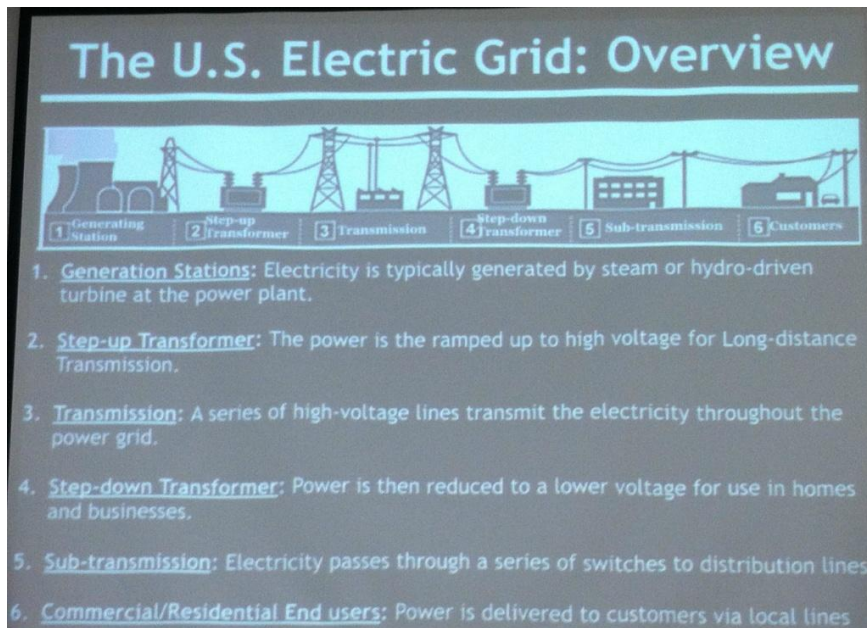 The U.S. Electric Grid: Overview
1 Generating Station
2 Step-up Transformer
3 Transmission
4 Step-down Transformer
5 Sub-transmission
6 Customers
1. Generation Stations: Electricity is typically generated by steam or hydro-driven
turbine at the power plant.
2. Step-up Transformer: The power is the ramped up to high voltage for Long-distance
Transmission.
3. Transmission: A series of high-voltage lines transmit the electricity throughout the
power grid.
4. Step-down Transformer: Power is then reduced to a lower voltage for use in homes
and businesses.
5. Sub-transmission: Electricity passes through a series of switches to distribution lines
6. Commercial/Residential End users: Power is delivered to customers via local lines